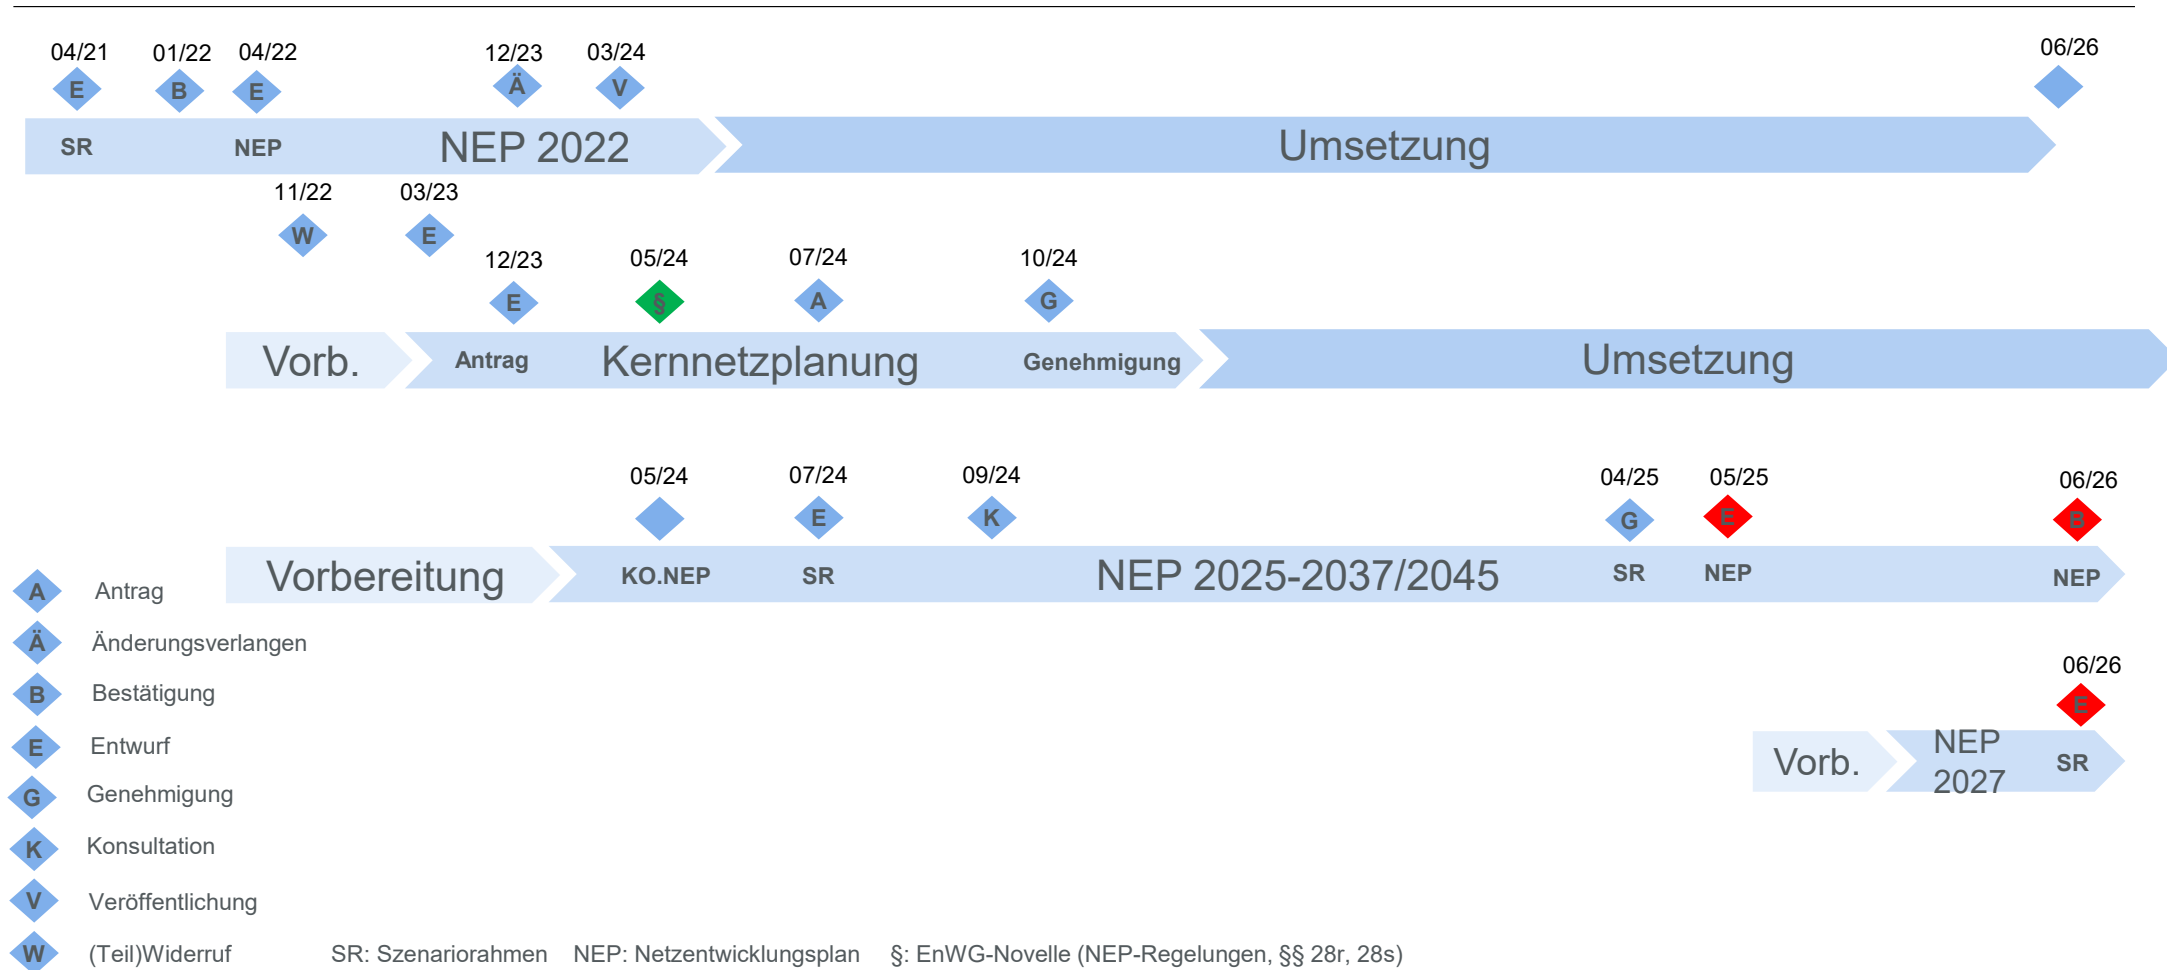 04/21 01/22 04/22 12/23 03/24 06/26
E B E Ä V
SR NEP NEP 2022 Umsetzung
11/22 03/23
W E
12/23 05/24 07/24 10/24
E § A G
Vorb. Antrag Kernnetzplanung Genehmigung Umsetzung
05/24 07/24 09/24 04/25 05/25 06/26
E K G E B
Vorbereitung KO.NEP SR NEP 2025-2037/2045 SR NEP NEP
06/26
E
Vorb. NEP
2027 SR
A Antrag
Ä Änderungsverlangen
B Bestätigung
E Entwurf
G Genehmigung
K Konsultation
V Veröffentlichung
W (Teil)Widerruf SR: Szenariorahmen NEP: Netzentwicklungsplan §: EnWG-Novelle (NEP-Regelungen, §§ 28r, 28s)